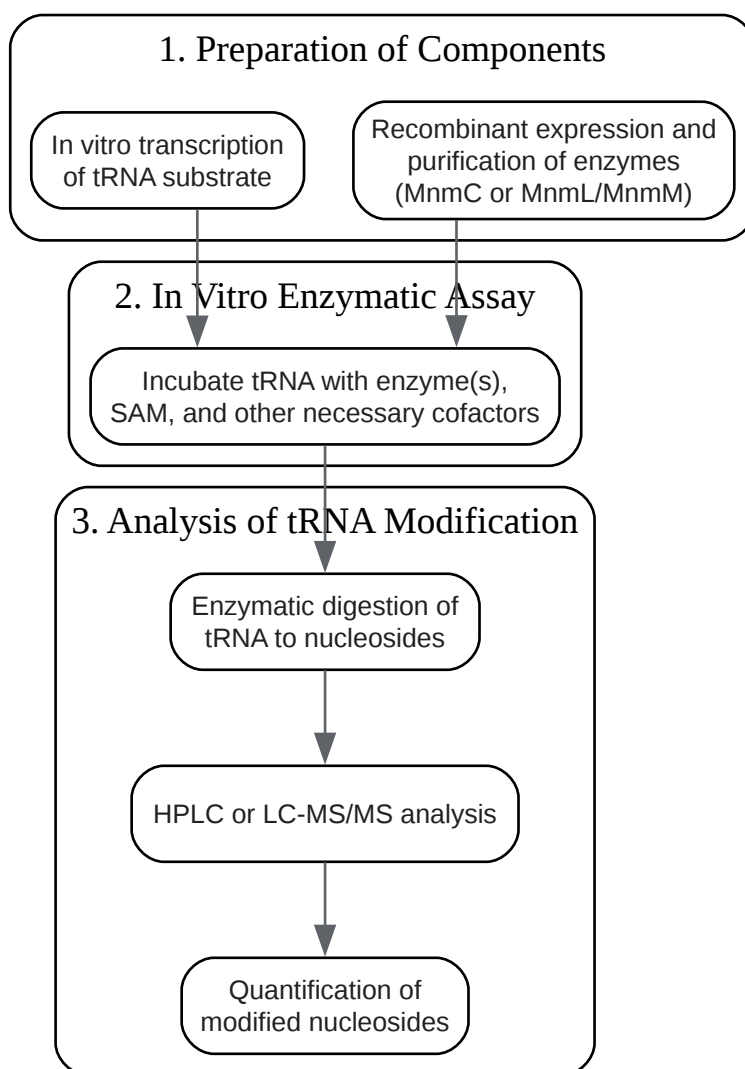 1. Preparation of Components
In vitro transcription
of tRNA substrate
Recombinant expression and
purification of enzymes
(MnmC or MnmL/MnmM)
2. In Vitro Enzymatic Assay
Incubate tRNA with enzyme(s),
SAM, and other necessary cofactors
3. Analysis of tRNA Modification
Enzymatic digestion of
tRNA to nucleosides
HPLC or LC-MS/MS analysis
Quantification of
modified nucleosides